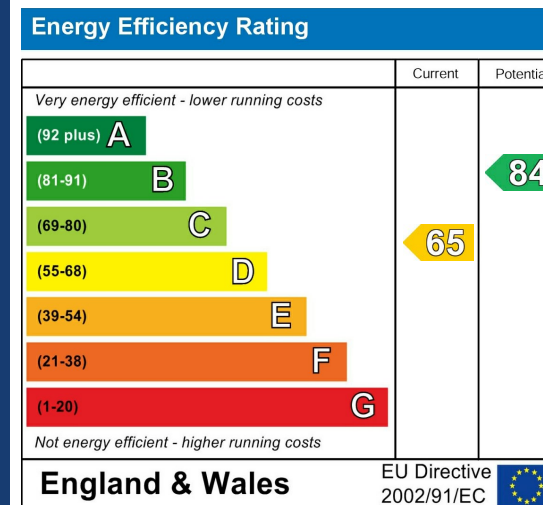 Energy Efficiency Rating
Current Potentia
Very energy efficient - lower running costs
(92 plus) A
(81-91) B
84
(69-80) C
65
(55-68) D
(39-54) E
(21-38) F
(1-20) G
Not energy efficient - higher running costs
England & Wales
EU Directive
2002/91/EC